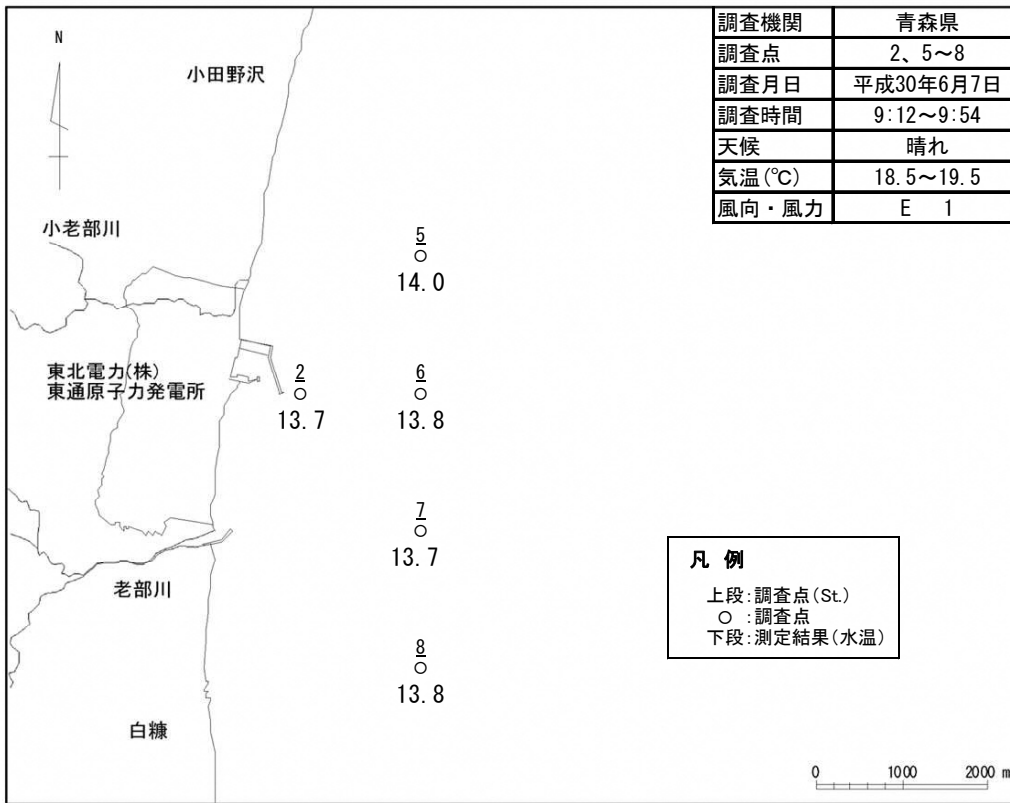 調査機関 青森県
調査点 2、5～8
調査月日 平成30年6月7日
調査時間 9:12～9:54
天候 晴れ
気温(℃) 18.5～19.5
風向・風力 E 1
N
小田野沢
小老部川
5
14.0
東北電力(株)
東通原子力発電所
2
13.7
6
13.8
7
13.7
老部川
8
13.8
白糠
凡 例
上段:調査点(St.)
○ :調査点
下段:測定結果(水温)
0 1000 2000 m